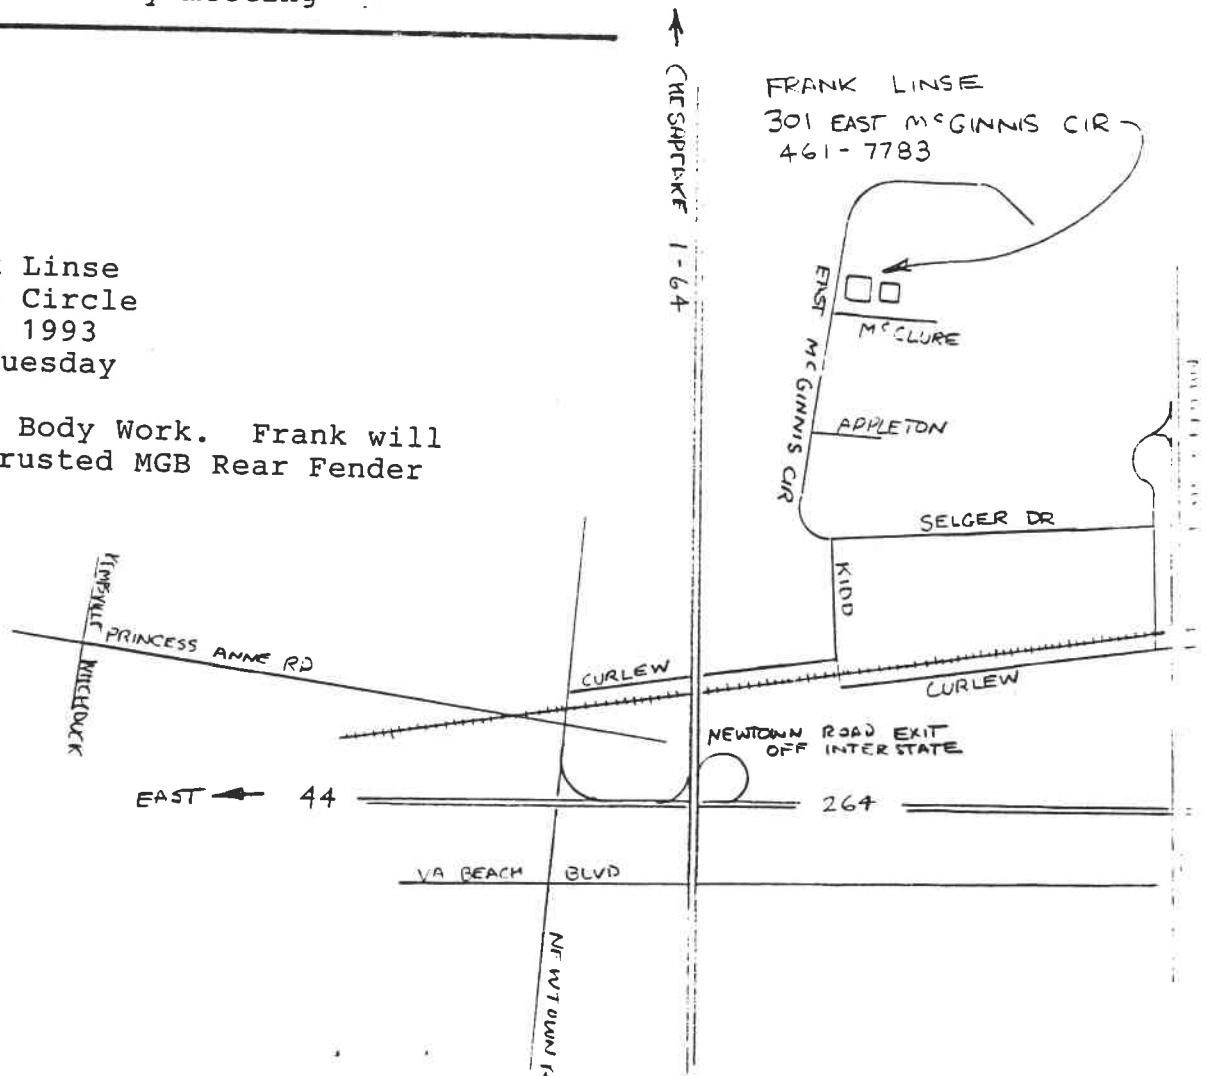 FRANK LINSE
301 EAST McGINNIS CIR
461-7783
CHESAPEAKE I-64
Linse
Circle
1993
Body Work. Frank will
rusted MGB Rear Fender
EAST McGINNIS CIR
McCLURE
APPLETON
SELGER DR
KIDD
KEMPSVILLE
WITCHDUCK
PRINCESS ANNE RD
CURLEW
CURLEW
NEWTOWN ROAD EXIT
OFF INTERSTATE
EAST 44
264
VA BEACH BLVD
NEWTOWN